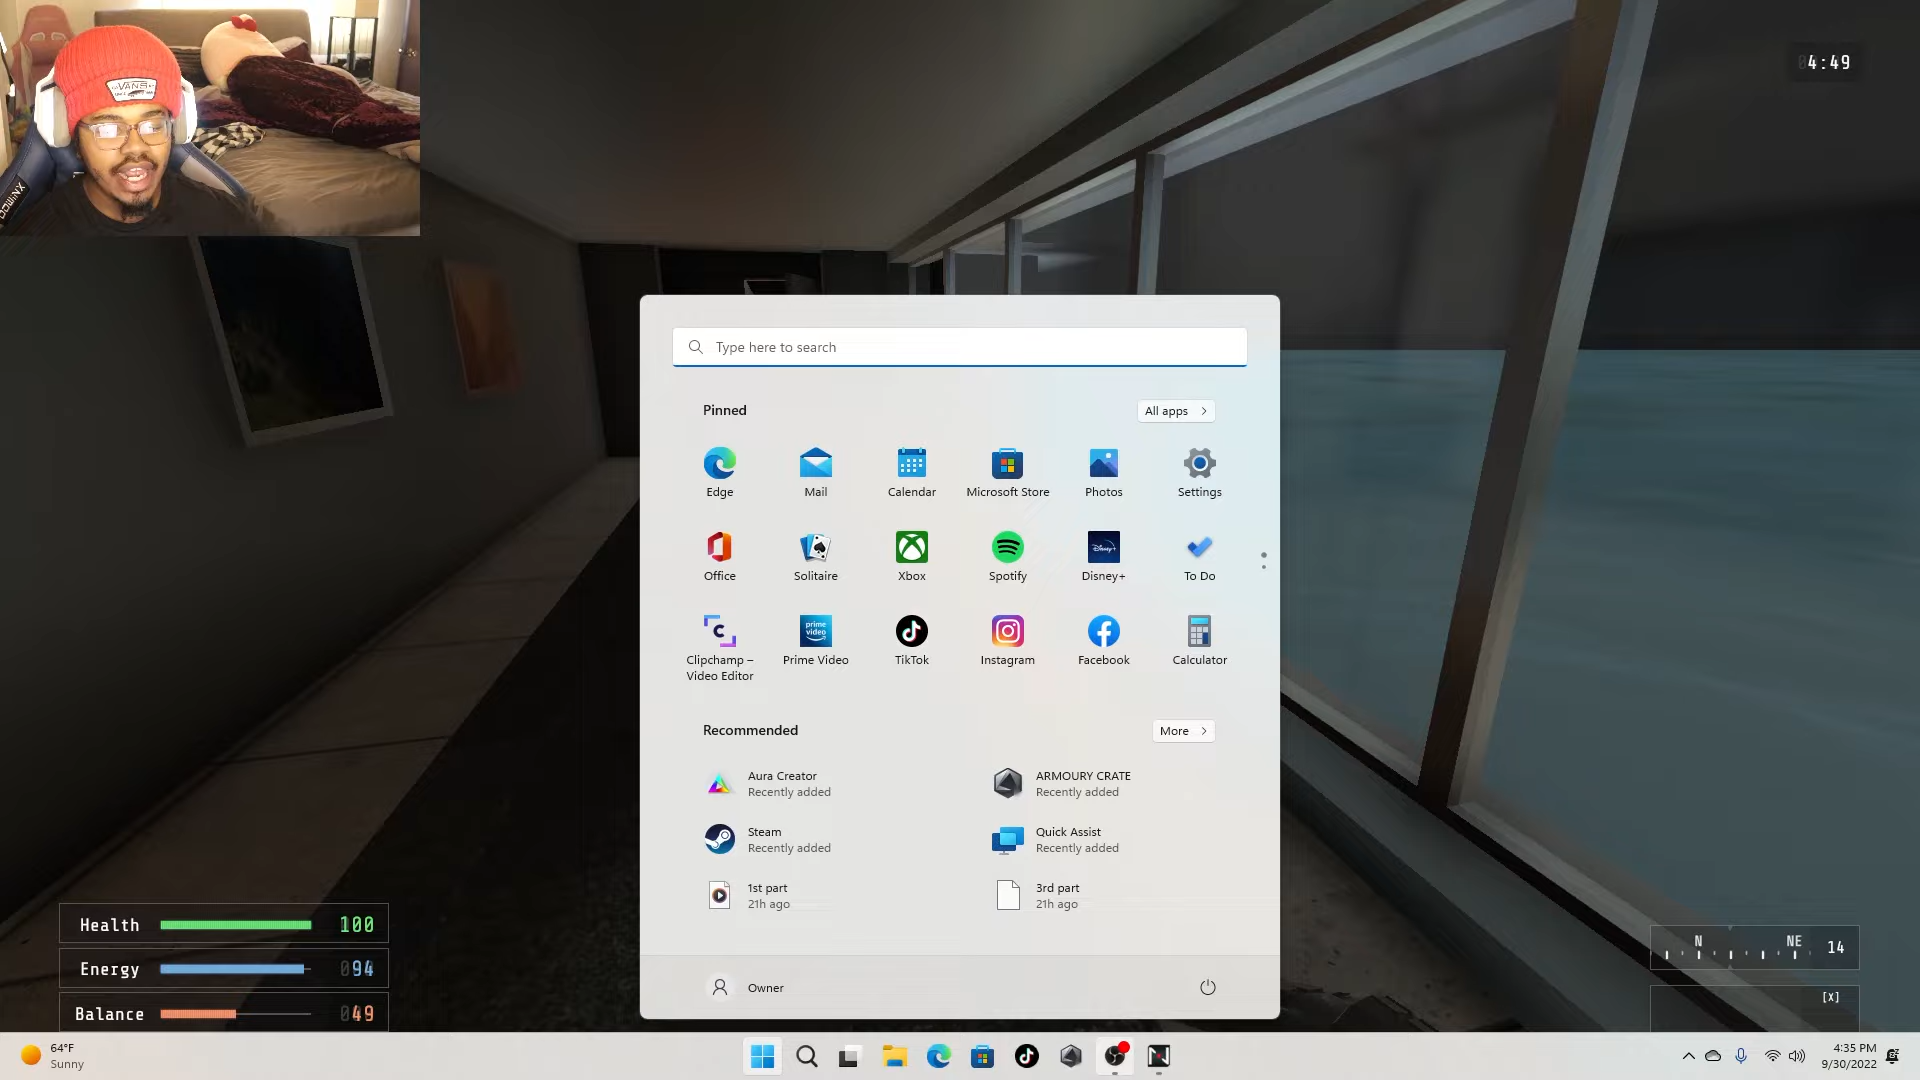 VANS
4:49
Type here to search
Pinned
All apps
Edge
Mail
Calendar
Microsoft Store
Photos
Settings
Office
Solitaire
Xbox
Spotify
Disney+
To Do
Clipchamp –
Video Editor
prime
video
Prime Video
TikTok
Instagram
Facebook
Calculator
Recommended
More
Aura Creator
Recently added
ARMOURY CRATE
Recently added
Steam
Recently added
Quick Assist
Recently added
1st part
21h ago
3rd part
21h ago
Owner
Health 100
Energy 094
Balance 049
N NE 14
[X]
64°F
Sunny
4:35 PM
9/30/2022